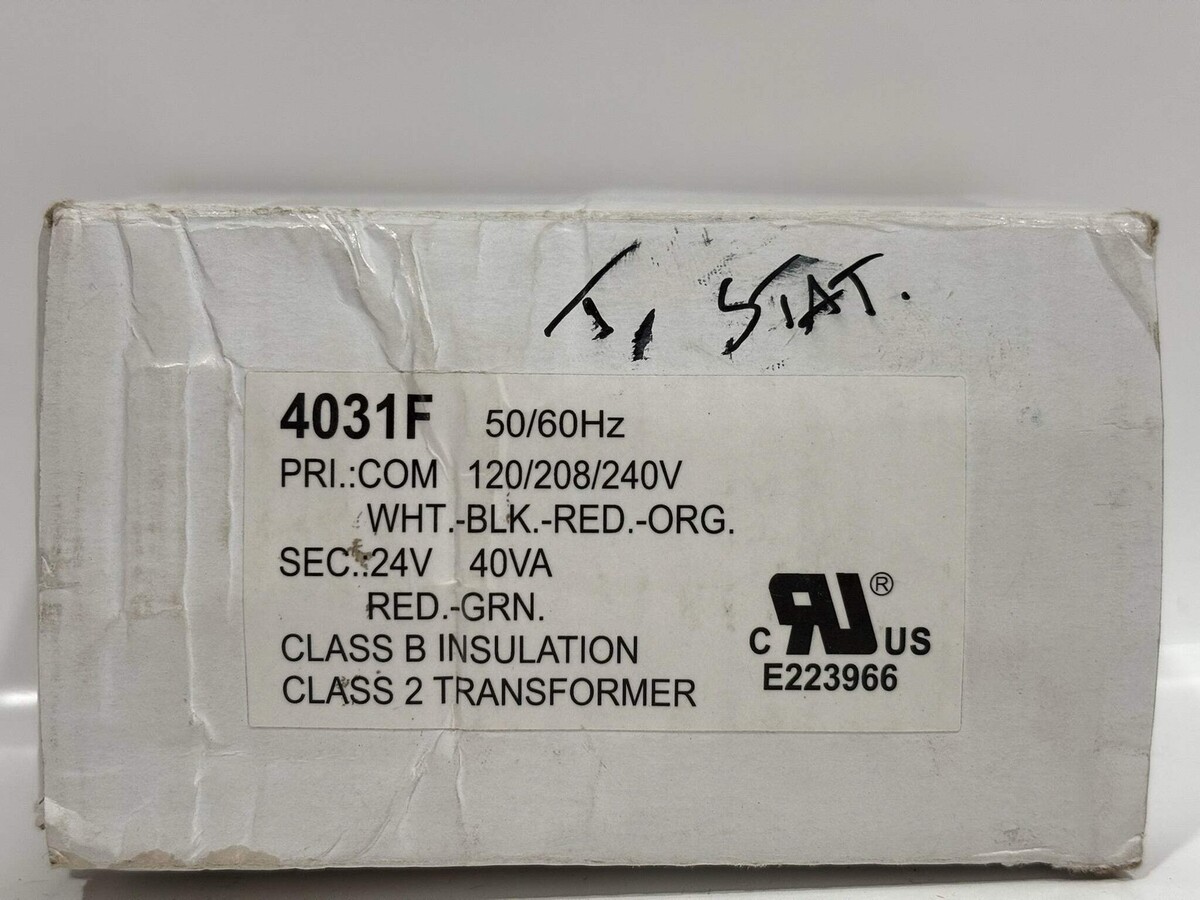 T, STAT.
4031F 50/60Hz
PRI.:COM 120/208/240V
WHT.-BLK.-RED.-ORG.
SEC.:24V 40VA
RED.-GRN.
CLASS B INSULATION
CLASS 2 TRANSFORMER
C RU ® US
E223966